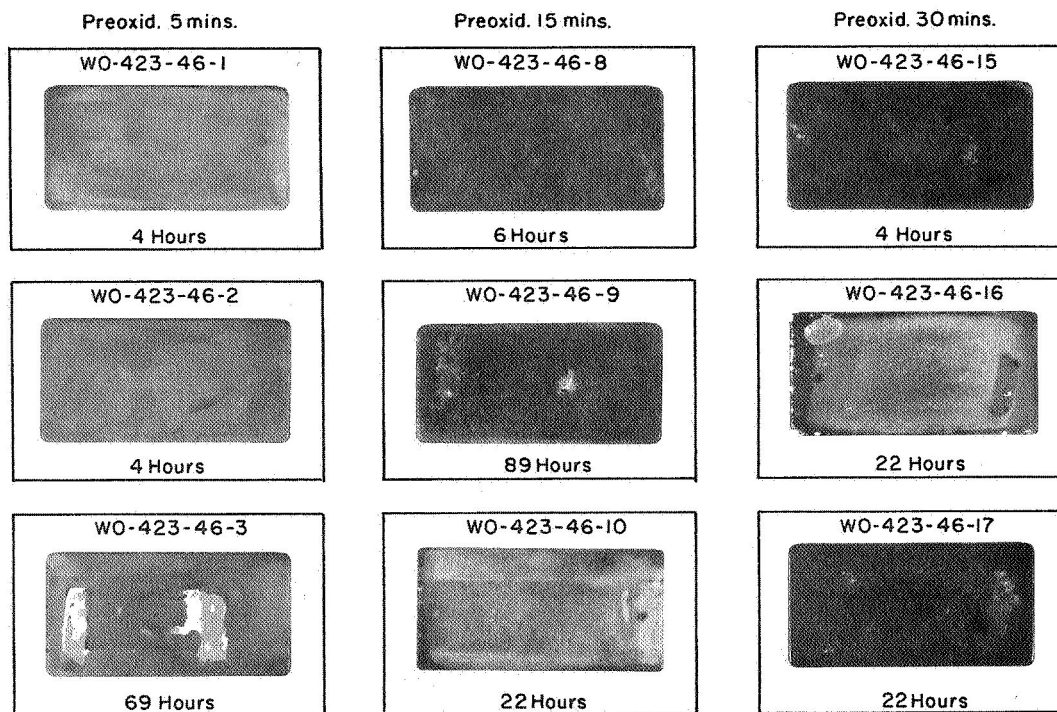 Preoxid. 5 mins.
Preoxid. 15 mins.
Preoxid. 30 mins.
WO-423-46-1
4 Hours
WO-423-46-8
6 Hours
WO-423-46-15
4 Hours
WO-423-46-2
4 Hours
WO-423-46-9
89 Hours
WO-423-46-16
22 Hours
WO-423-46-3
69 Hours
WO-423-46-10
22 Hours
WO-423-46-17
22 Hours